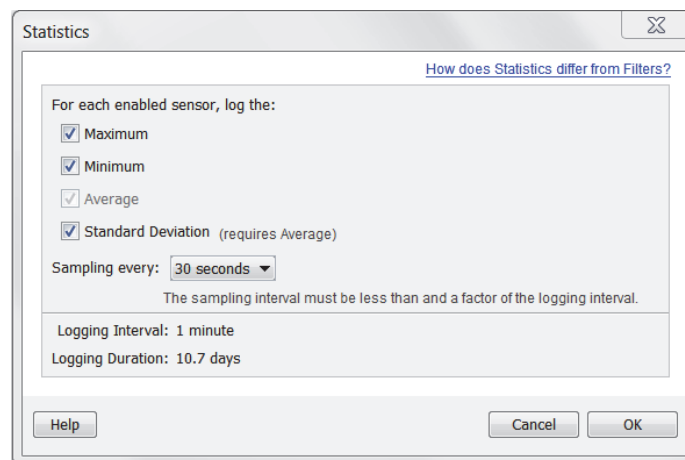 Statistics
How does Statistics differ from Filters?
For each enabled sensor, log the:
Maximum
Minimum
Average
Standard Deviation (requires Average)
Sampling every: 30 seconds
The sampling interval must be less than and a factor of the logging interval.
Logging Interval: 1 minute
Logging Duration: 10.7 days
Help Cancel OK